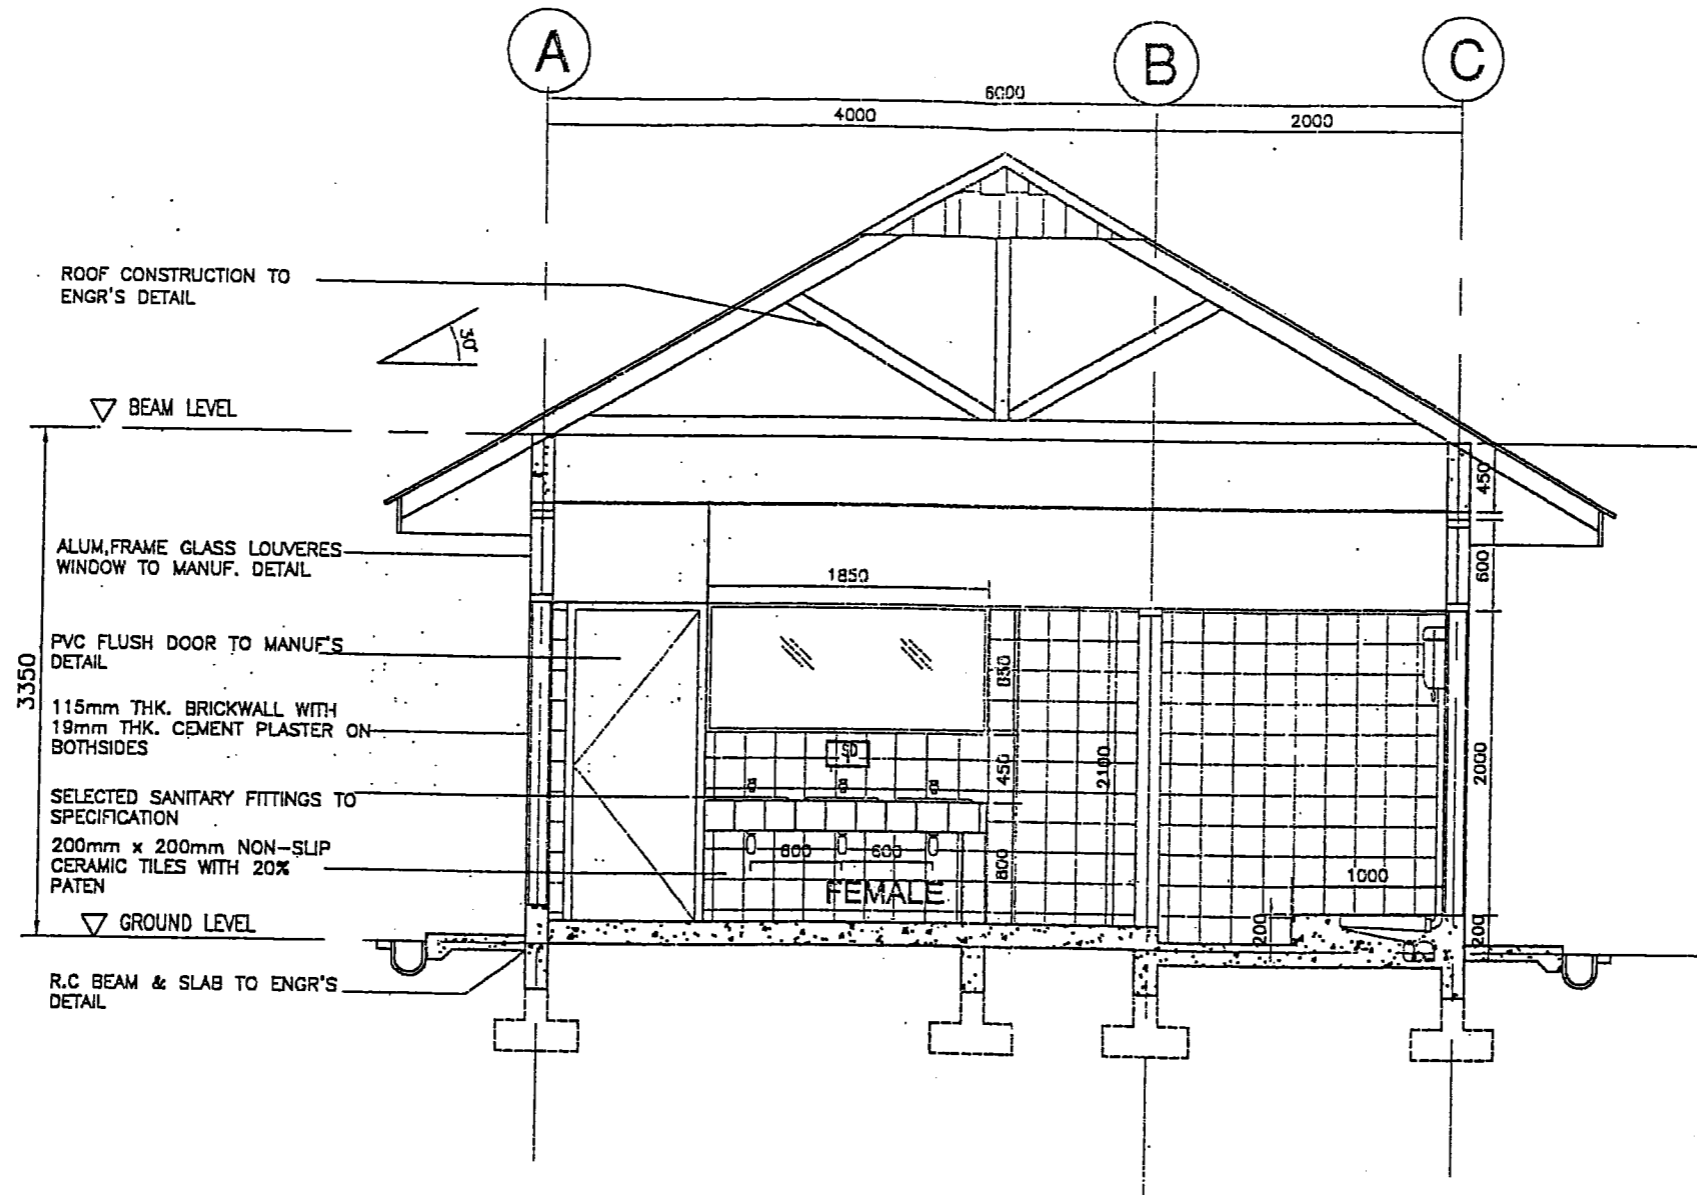 A
B
C
6000
4000
2000
ROOF CONSTRUCTION TO
ENGR'S DETAIL
30°
BEAM LEVEL
450
ALUM,FRAME GLASS LOUVERES
WINDOW TO MANUF. DETAIL
600
1850
PVC FLUSH DOOR TO MANUF'S
DETAIL
850
3350
115mm THK. BRICKWALL WITH
19mm THK. CEMENT PLASTER ON
BOTHSIDES
SD
450
2100
2000
SELECTED SANITARY FITTINGS TO
SPECIFICATION
200mm x 200mm NON-SLIP
CERAMIC TILES WITH 20%
PATEN
600
600
800
1000
FEMALE
GROUND LEVEL
200
200
R.C BEAM & SLAB TO ENGR'S
DETAIL